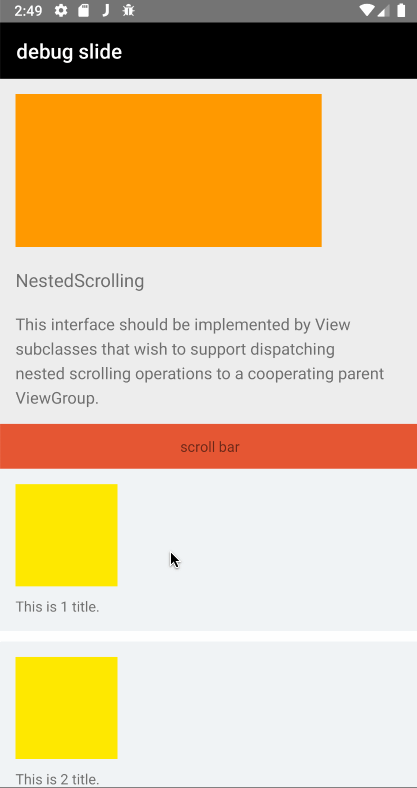 2:49
debug slide
NestedScrolling
This interface should be implemented by View
subclasses that wish to support dispatching
nested scrolling operations to a cooperating parent
ViewGroup.
scroll bar
This is 1 title.
This is 2 title.